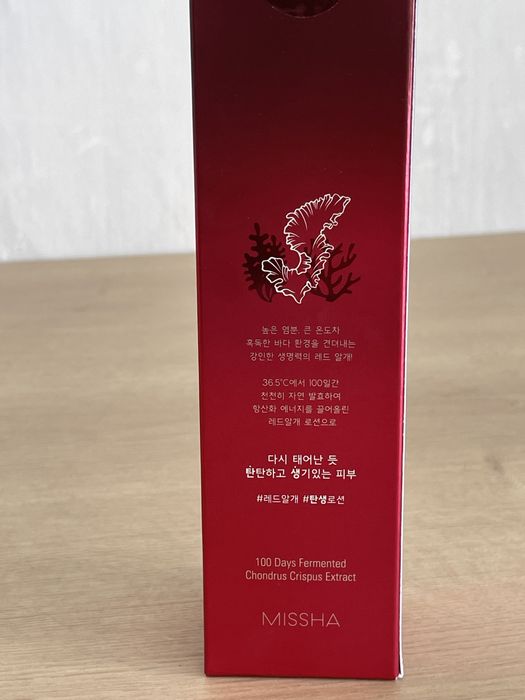 높은 염분, 큰 온도차
혹독한 바다 환경을 견뎌내는
강인한 생명력의 레드 알개!
36.5°C에서 100일간
천천히 자연 발효하여
항산화 에너지를 끌어올린
레드알개 로션으로
다시 태어난 듯
탄탄하고 생기있는 피부
#레드알개 #탄생로션
100 Days Fermented
Chondrus Crispus Extract
MISSHA